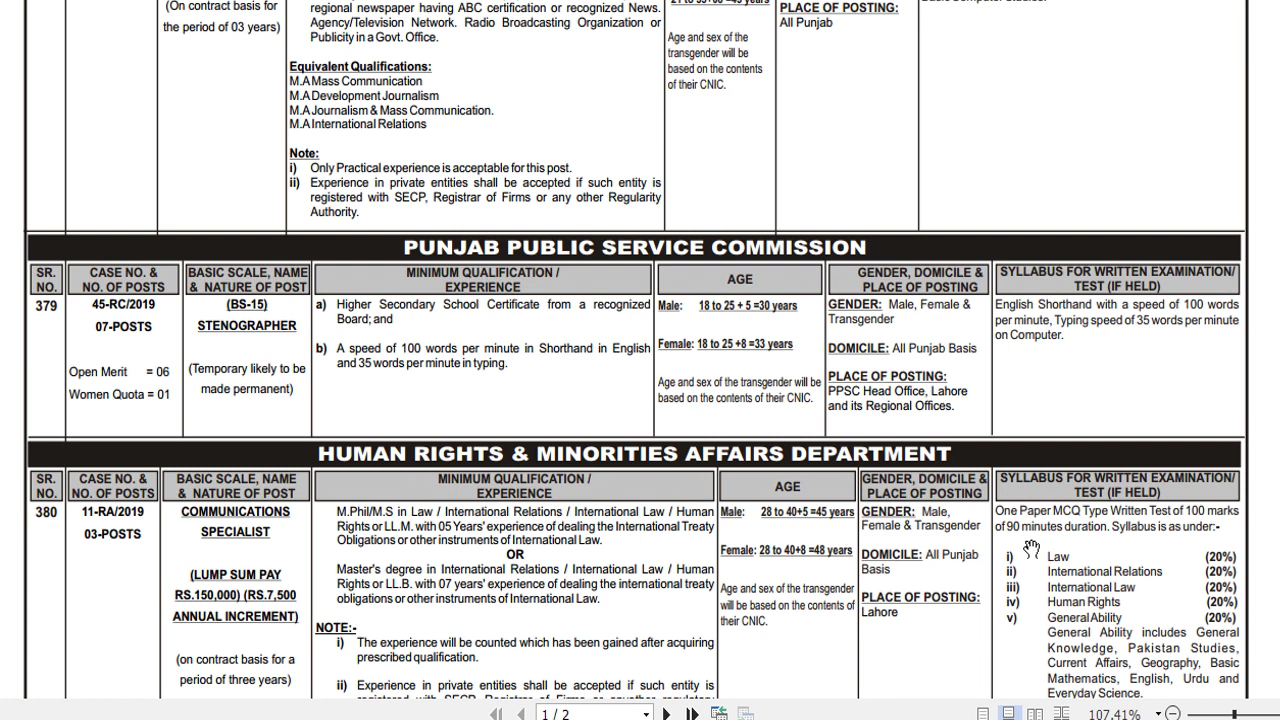 (On contract basis for
the period of 03 years)
regional newspaper having ABC certification or recognized News.
Agency/Television Network. Radio Broadcasting Organization or
Publicity in a Govt. Office.
Equivalent Qualifications:
M.A Mass Communication
M.A Development Journalism
M.A Journalism & Mass Communication.
M.A International Relations
Note:
i) Only Practical experience is acceptable for this post.
ii) Experience in private entities shall be accepted if such entity is
registered with SECP, Registrar of Firms or any other Regularity
Authority.
Age and sex of the
transgender will be
based on the contents
of their CNIC.
PLACE OF POSTING:
All Punjab
PUNJAB PUBLIC SERVICE COMMISSION
SR.
NO.
CASE NO. &
NO. OF POSTS
BASIC SCALE, NAME
& NATURE OF POST
MINIMUM QUALIFICATION /
EXPERIENCE
AGE
GENDER, DOMICILE &
PLACE OF POSTING
SYLLABUS FOR WRITTEN EXAMINATION/
TEST (IF HELD)
379
45-RC/2019
07-POSTS
Open Merit = 06
Women Quota = 01
(BS-15)
STENOGRAPHER
(Temporary likely to be
made permanent)
a) Higher Secondary School Certificate from a recognized
Board; and
b) A speed of 100 words per minute in Shorthand in English
and 35 words per minute in typing.
Male: 18 to 25 + 5 =30 years
Female: 18 to 25 +8 =33 years
Age and sex of the transgender will be
based on the contents of their CNIC.
GENDER: Male, Female &
Transgender
DOMICILE: All Punjab Basis
PLACE OF POSTING:
PPSC Head Office, Lahore
and its Regional Offices.
English Shorthand with a speed of 100 words
per minute, Typing speed of 35 words per minute
on Computer.
HUMAN RIGHTS & MINORITIES AFFAIRS DEPARTMENT
SR.
NO.
CASE NO. &
NO. OF POSTS
BASIC SCALE, NAME
& NATURE OF POST
MINIMUM QUALIFICATION /
EXPERIENCE
AGE
GENDER, DOMICILE &
PLACE OF POSTING
SYLLABUS FOR WRITTEN EXAMINATION/
TEST (IF HELD)
380
11-RA/2019
03-POSTS
COMMUNICATIONS
SPECIALIST
(LUMP SUM PAY
RS.150,000) (RS.7,500
ANNUAL INCREMENT)
(on contract basis for a
period of three years)
M.Phil/M.S in Law / International Relations / International Law / Human
Rights or LL.M. with 05 Years' experience of dealing the International Treaty
Obligations or other instruments of International Law.
OR
Master's degree in International Relations / International Law / Human
Rights or LL.B. with 07 years' experience of dealing the international treaty
obligations or other instruments of International Law.
NOTE:-
i) The experience will be counted which has been gained after acquiring
prescribed qualification.
ii) Experience in private entities shall be accepted if such entity is
Male: 28 to 40+5 =45 years
Female: 28 to 40+8 =48 years
Age and sex of the transgender
will be based on the contents of
their CNIC.
GENDER: Male,
Female & Transgender
DOMICILE: All Punjab
Basis
PLACE OF POSTING:
Lahore
One Paper MCQ Type Written Test of 100 marks
of 90 minutes duration. Syllabus is as under:-
i) Law (20%)
ii) International Relations (20%)
iii) International Law (20%)
iv) Human Rights (20%)
v) General Ability (20%)
General Ability includes General
Knowledge, Pakistan Studies,
Current Affairs, Geography, Basic
Mathematics, English, Urdu and
Everyday Science.
1 / 2
107.41%